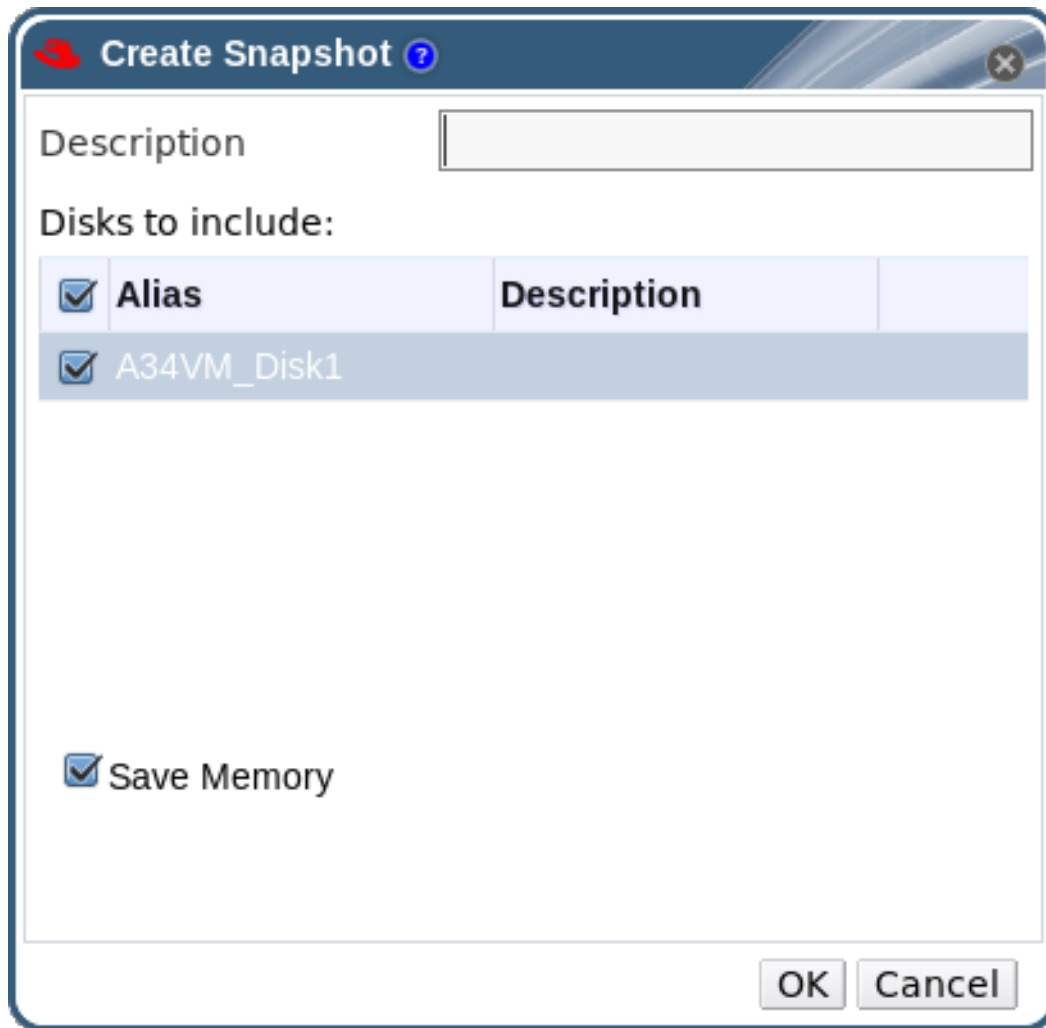 Create Snapshot ?
Description
Disks to include:
Alias Description
A34VM_Disk1
Save Memory
OK Cancel